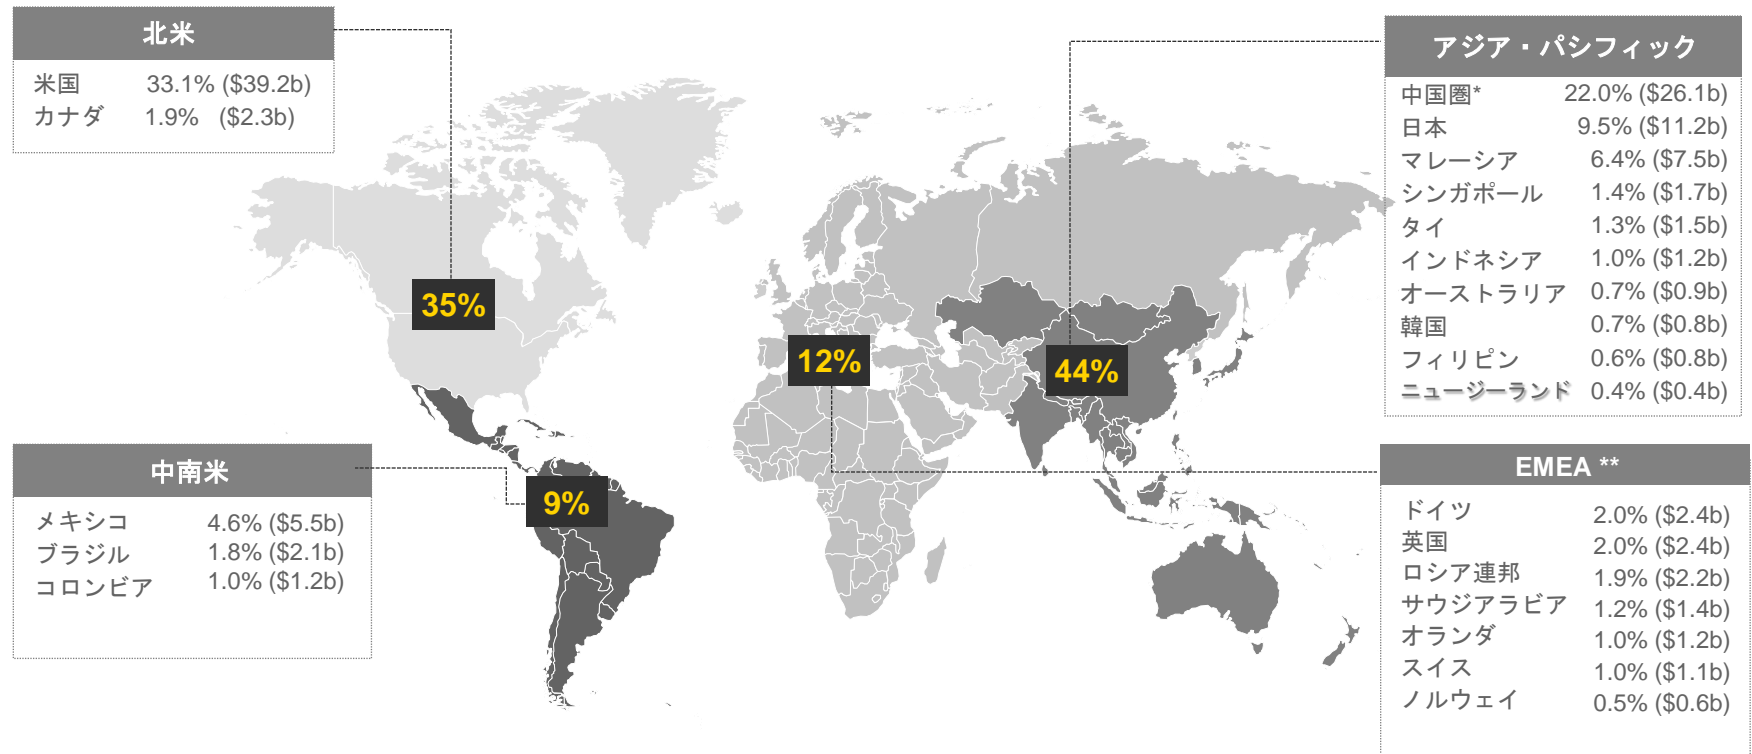 北米
米国 33.1% ($39.2b)
カナダ 1.9% ($2.3b)
35%
中南米
メキシコ 4.6% ($5.5b)
ブラジル 1.8% ($2.1b)
コロンビア 1.0% ($1.2b)
9%
12%
44%
アジア・パシフィック
中国圏* 22.0% ($26.1b)
日本 9.5% ($11.2b)
マレーシア 6.4% ($7.5b)
シンガポール 1.4% ($1.7b)
タイ 1.3% ($1.5b)
インドネシア 1.0% ($1.2b)
オーストラリア 0.7% ($0.9b)
韓国 0.7% ($0.8b)
フィリピン 0.6% ($0.8b)
ニュージーランド 0.4% ($0.4b)
EMEA **
ドイツ 2.0% ($2.4b)
英国 2.0% ($2.4b)
ロシア連邦 1.9% ($2.2b)
サウジアラビア 1.2% ($1.4b)
オランダ 1.0% ($1.2b)
スイス 1.0% ($1.1b)
ノルウェイ 0.5% ($0.6b)